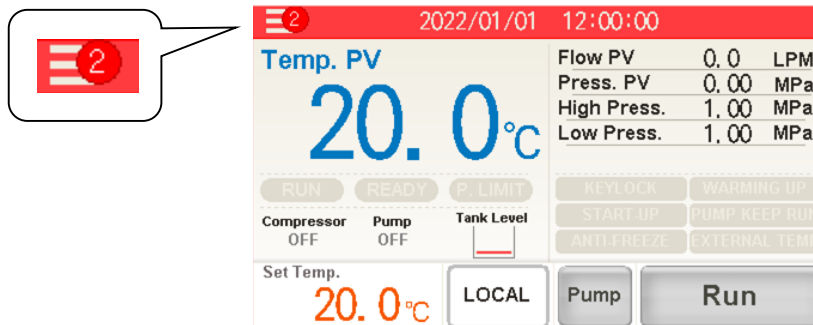 2
2 2022/01/01 12:00:00
Temp. PV
20.0°C
Flow PV 0.0 LPM
Press. PV 0.00 MPa
High Press. 1.00 MPa
Low Press. 1.00 MPa
RUN READY P. LIMIT
KEYLOCK WARMING UP
START-UP PUMP KEEP RUN
ANTI-FREEZE EXTERNAL TEMP
Compressor Pump Tank Level
OFF OFF
Set Temp.
20.0°C
LOCAL Pump Run